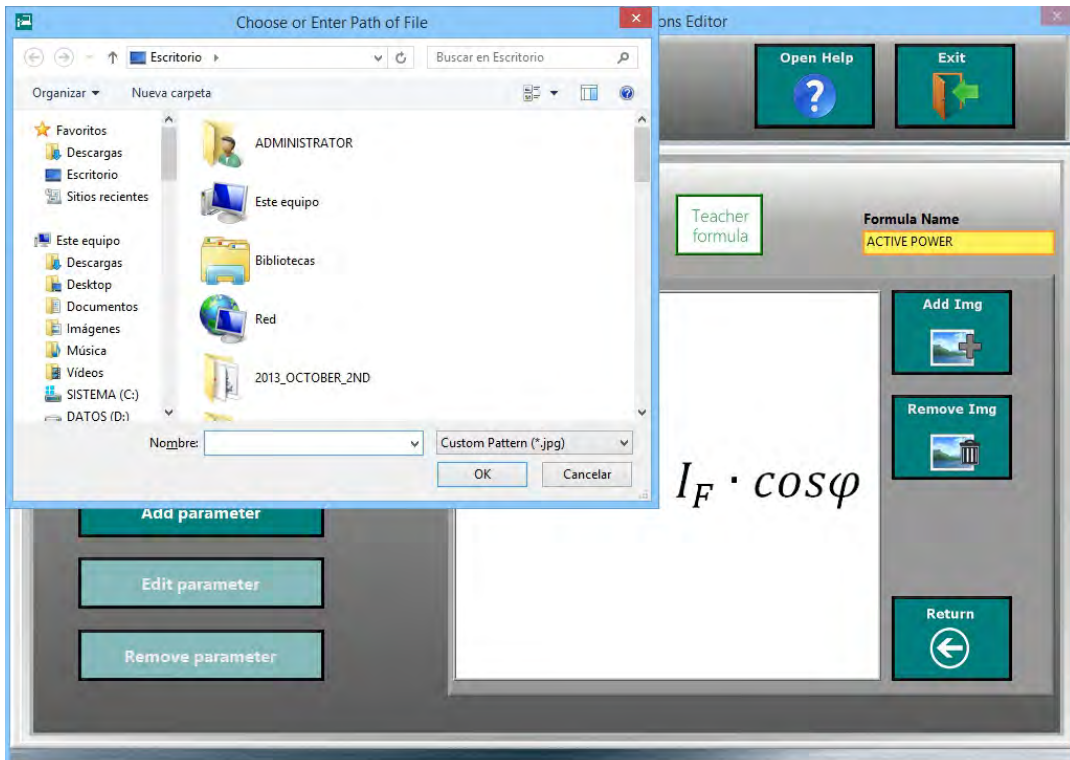 Choose or Enter Path of File
ons Editor
Escritorio
Buscar en Escritorio
Organizar
Nueva carpeta
Favoritos
Descargas
Escritorio
Sitios recientes
Este equipo
Descargas
Desktop
Documentos
Imágenes
Música
Vídeos
SISTEMA (C:)
DATOS (D:)
ADMINISTRATOR
Este equipo
Bibliotecas
Red
2013_OCTOBER_2ND
Nombre:
Custom Pattern (*.jpg)
OK
Cancelar
Open Help
Exit
Teacher
formula
Formula Name
ACTIVE POWER
Add Img
Remove Img
I_F · cosφ
Add parameter
Edit parameter
Remove parameter
Return